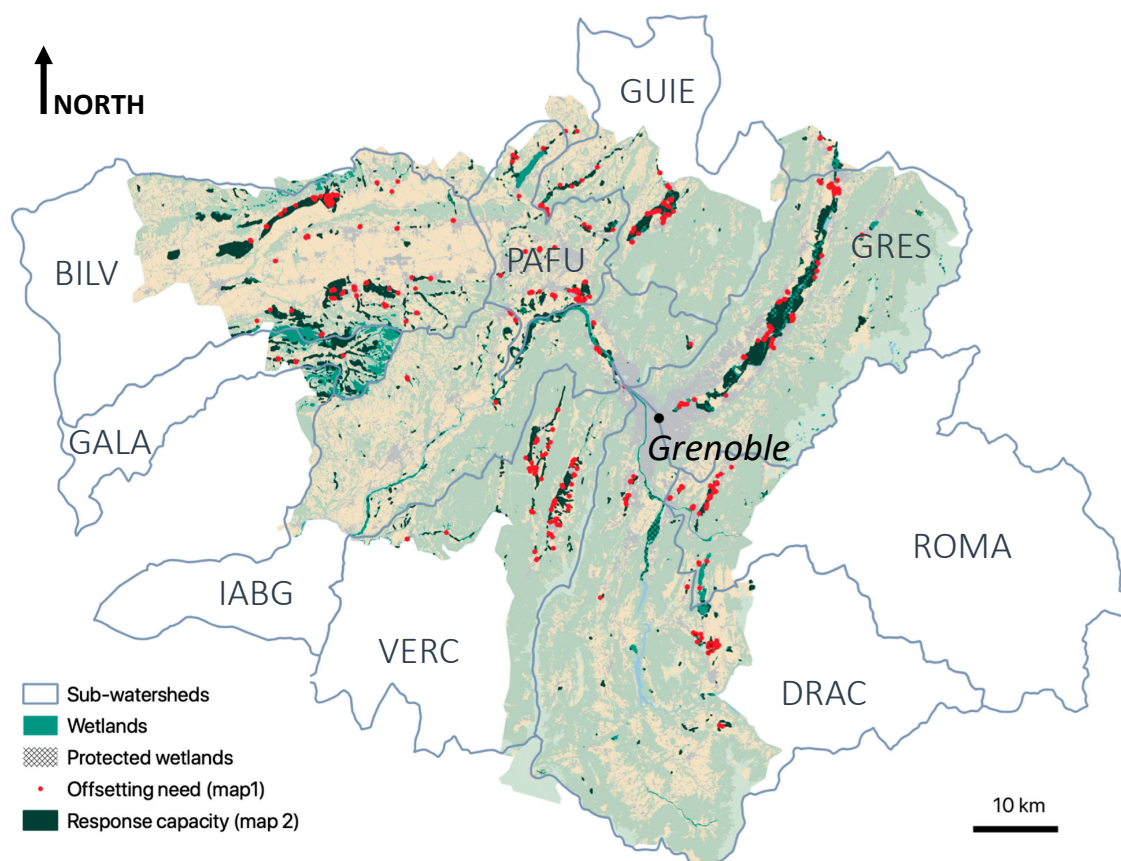 GUIE
NORTH
PAFU
GRES
BILV
Grenoble
GALA
ROMA
IABG
VERC
DRAC
Sub-watersheds
Wetlands
Protected wetlands
Offsetting need (map1)
Response capacity (map 2)
10 km